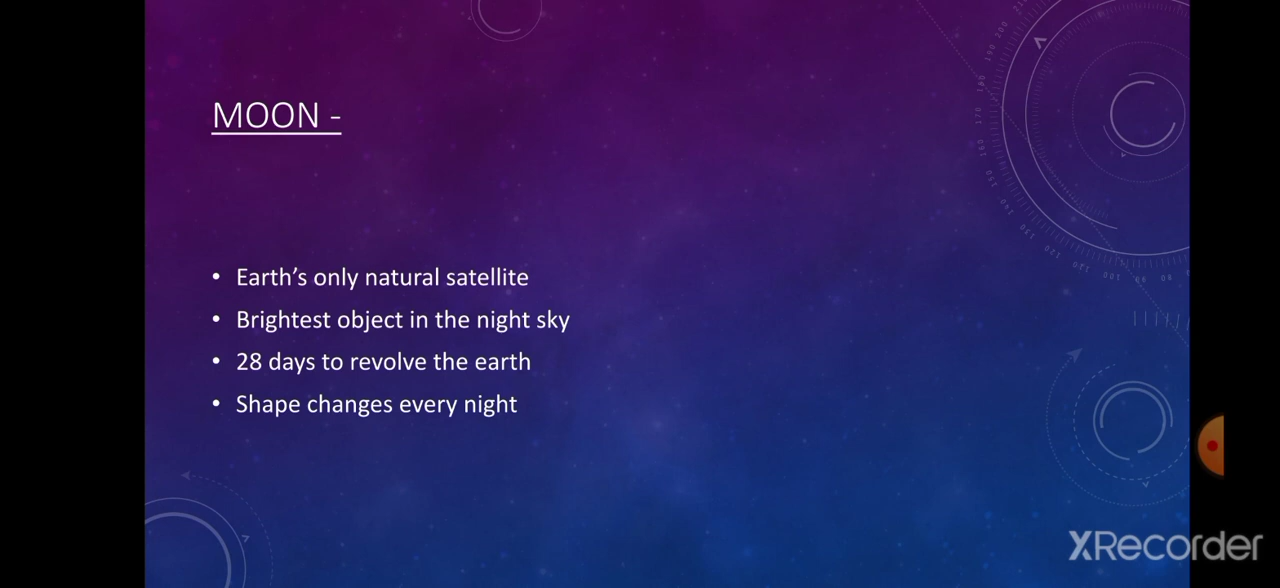 MOON -
• Earth’s only natural satellite
• Brightest object in the night sky
• 28 days to revolve the earth
• Shape changes every night
XRecorder